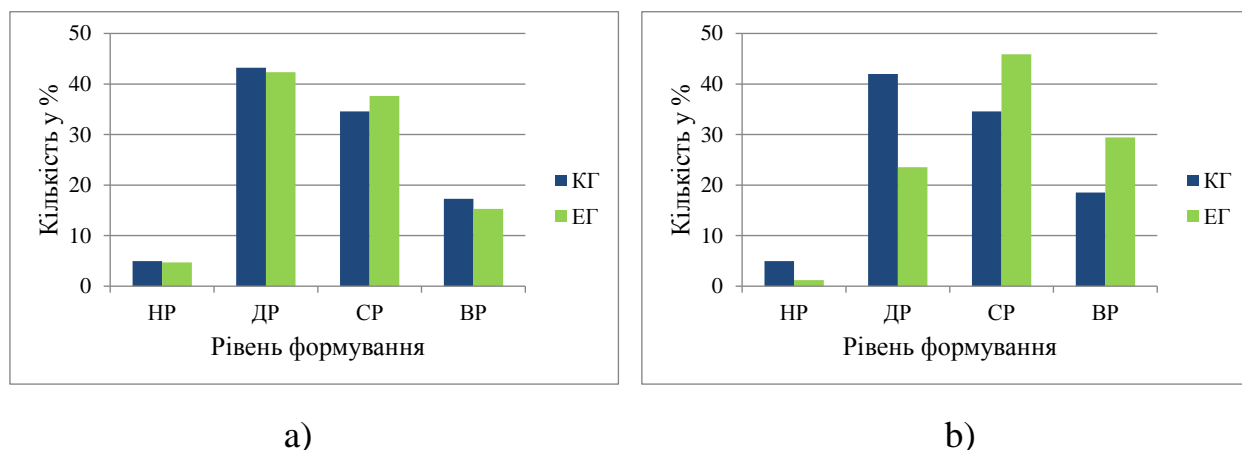 50
40
30
20
10
0
Кількість у %
НР ДР СР ВР
Рівень формування
КГ
ЕГ
а)
50
40
30
20
10
0
Кількість у %
НР ДР СР ВР
Рівень формування
КГ
ЕГ
b)